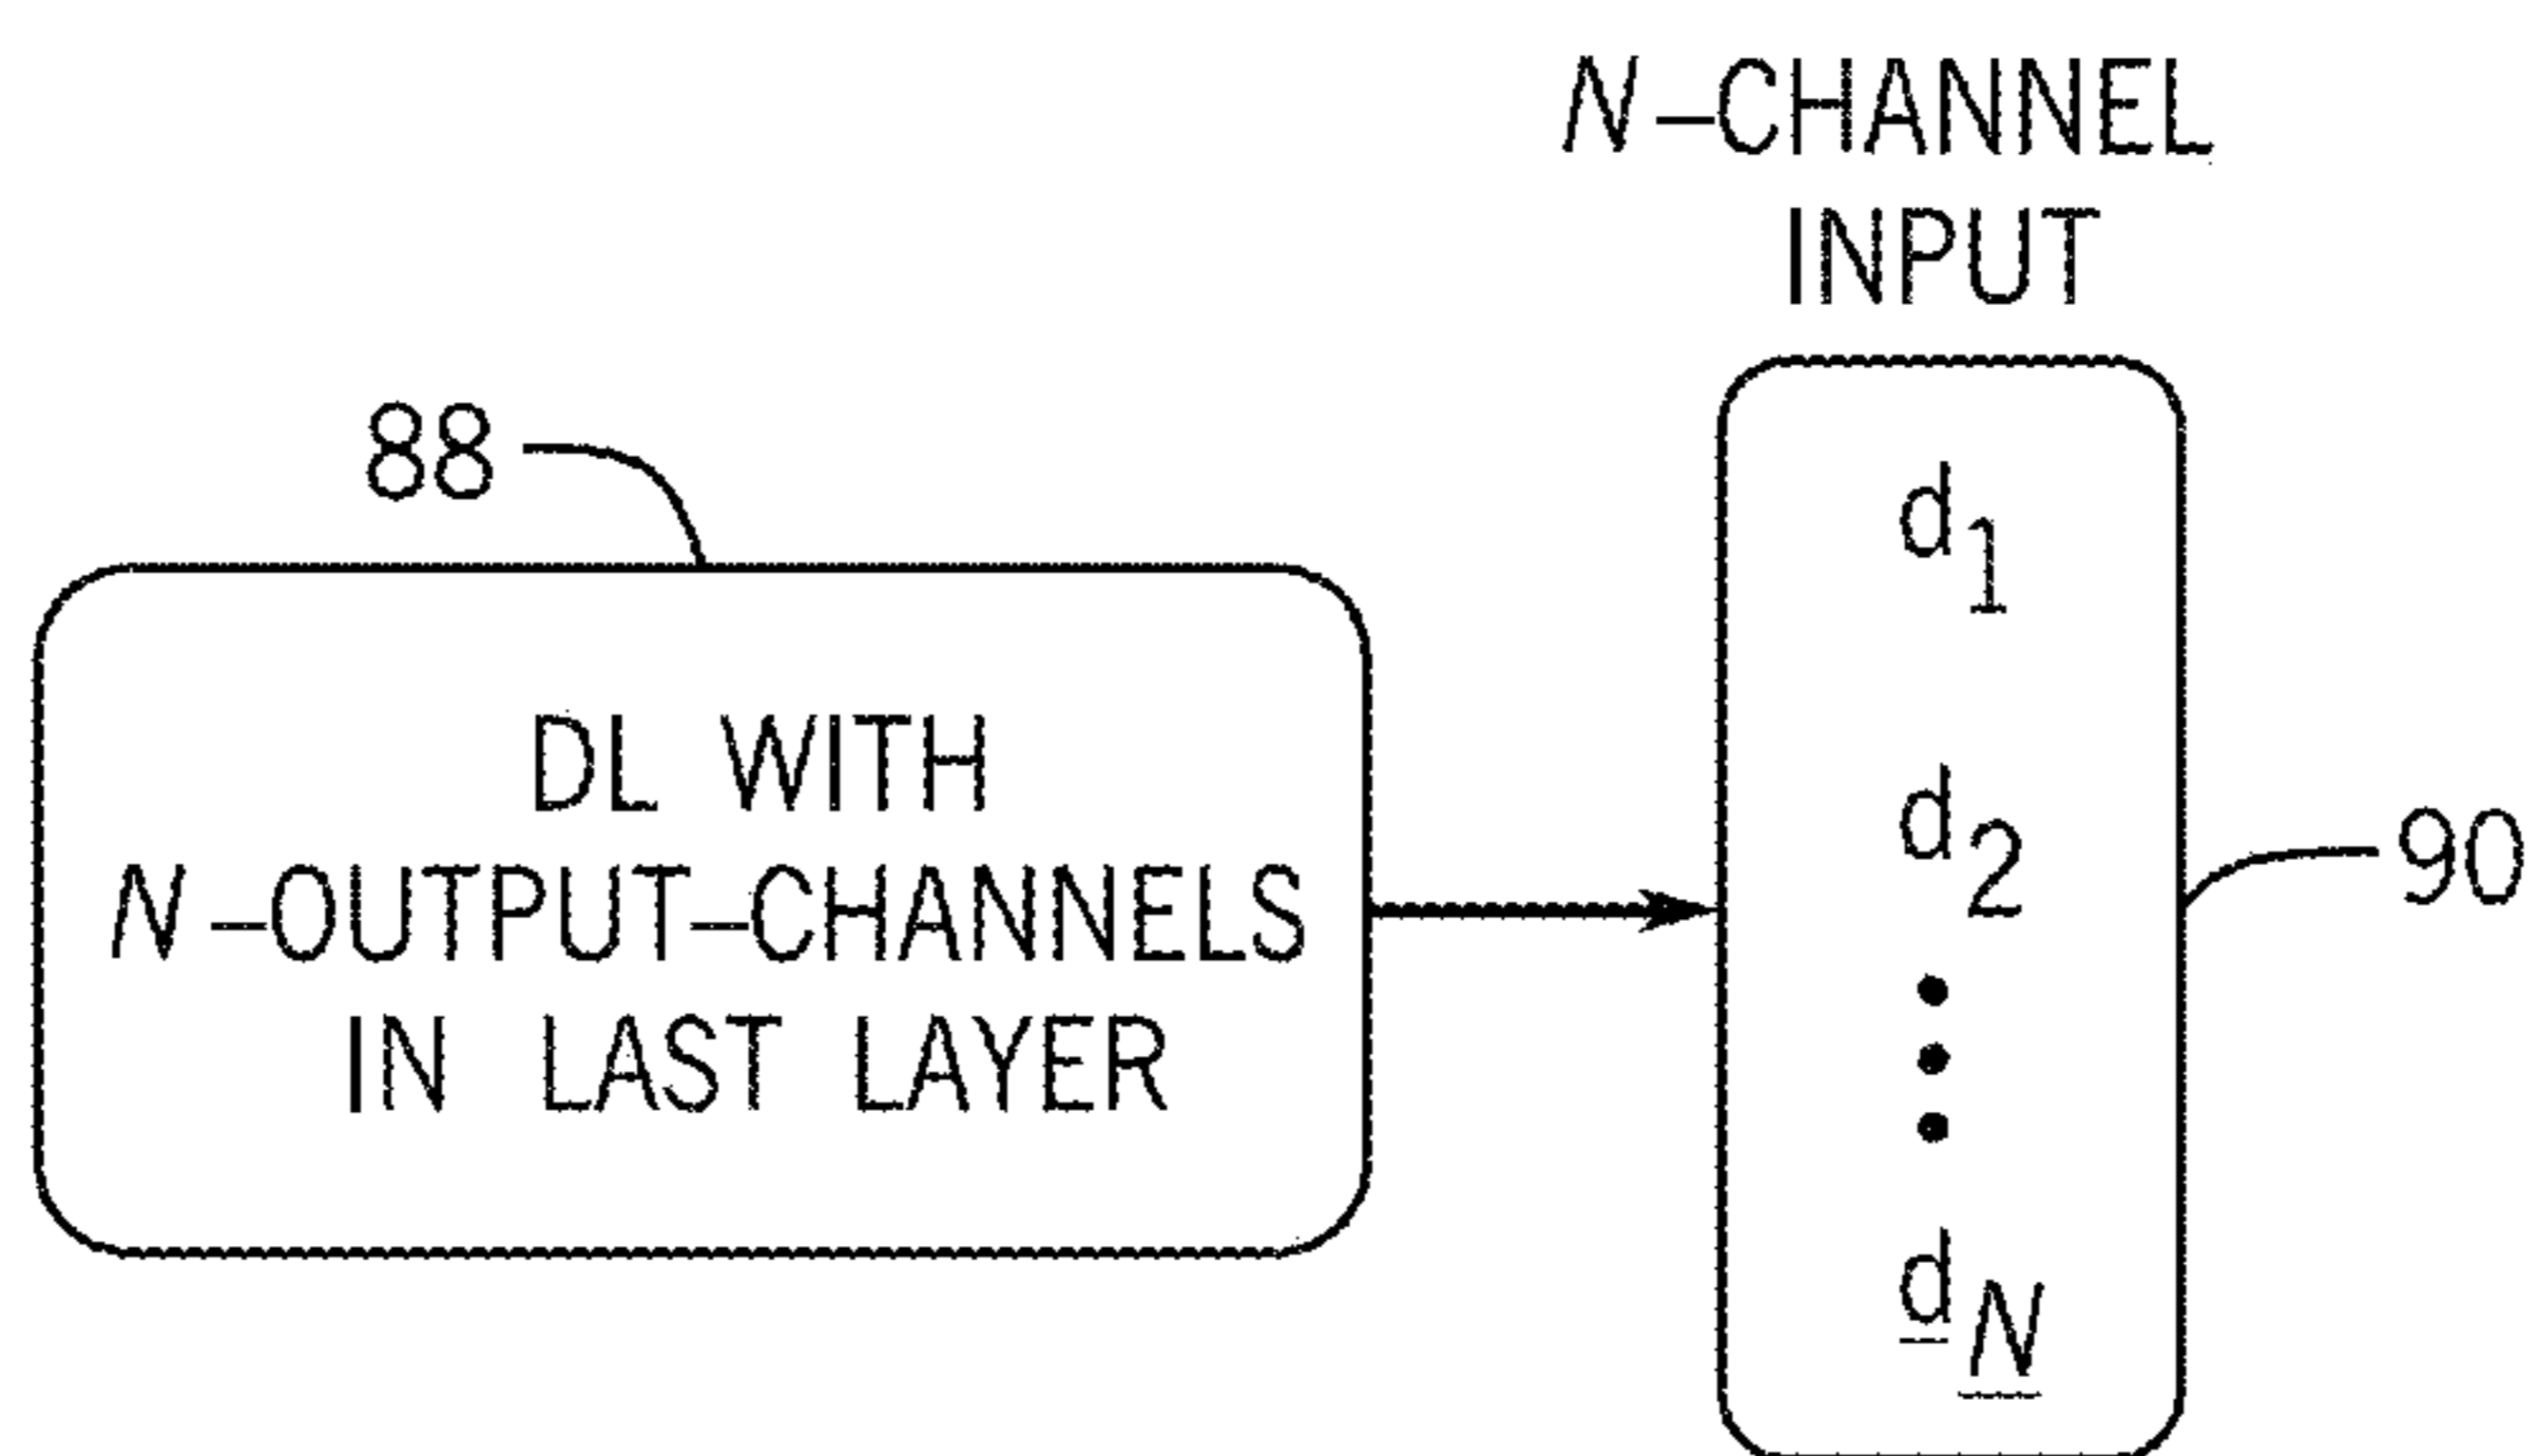 N-CHANNEL
INPUT
88
DL WITH
N-OUTPUT-CHANNELS
IN LAST LAYER
d1
d2
dN
90